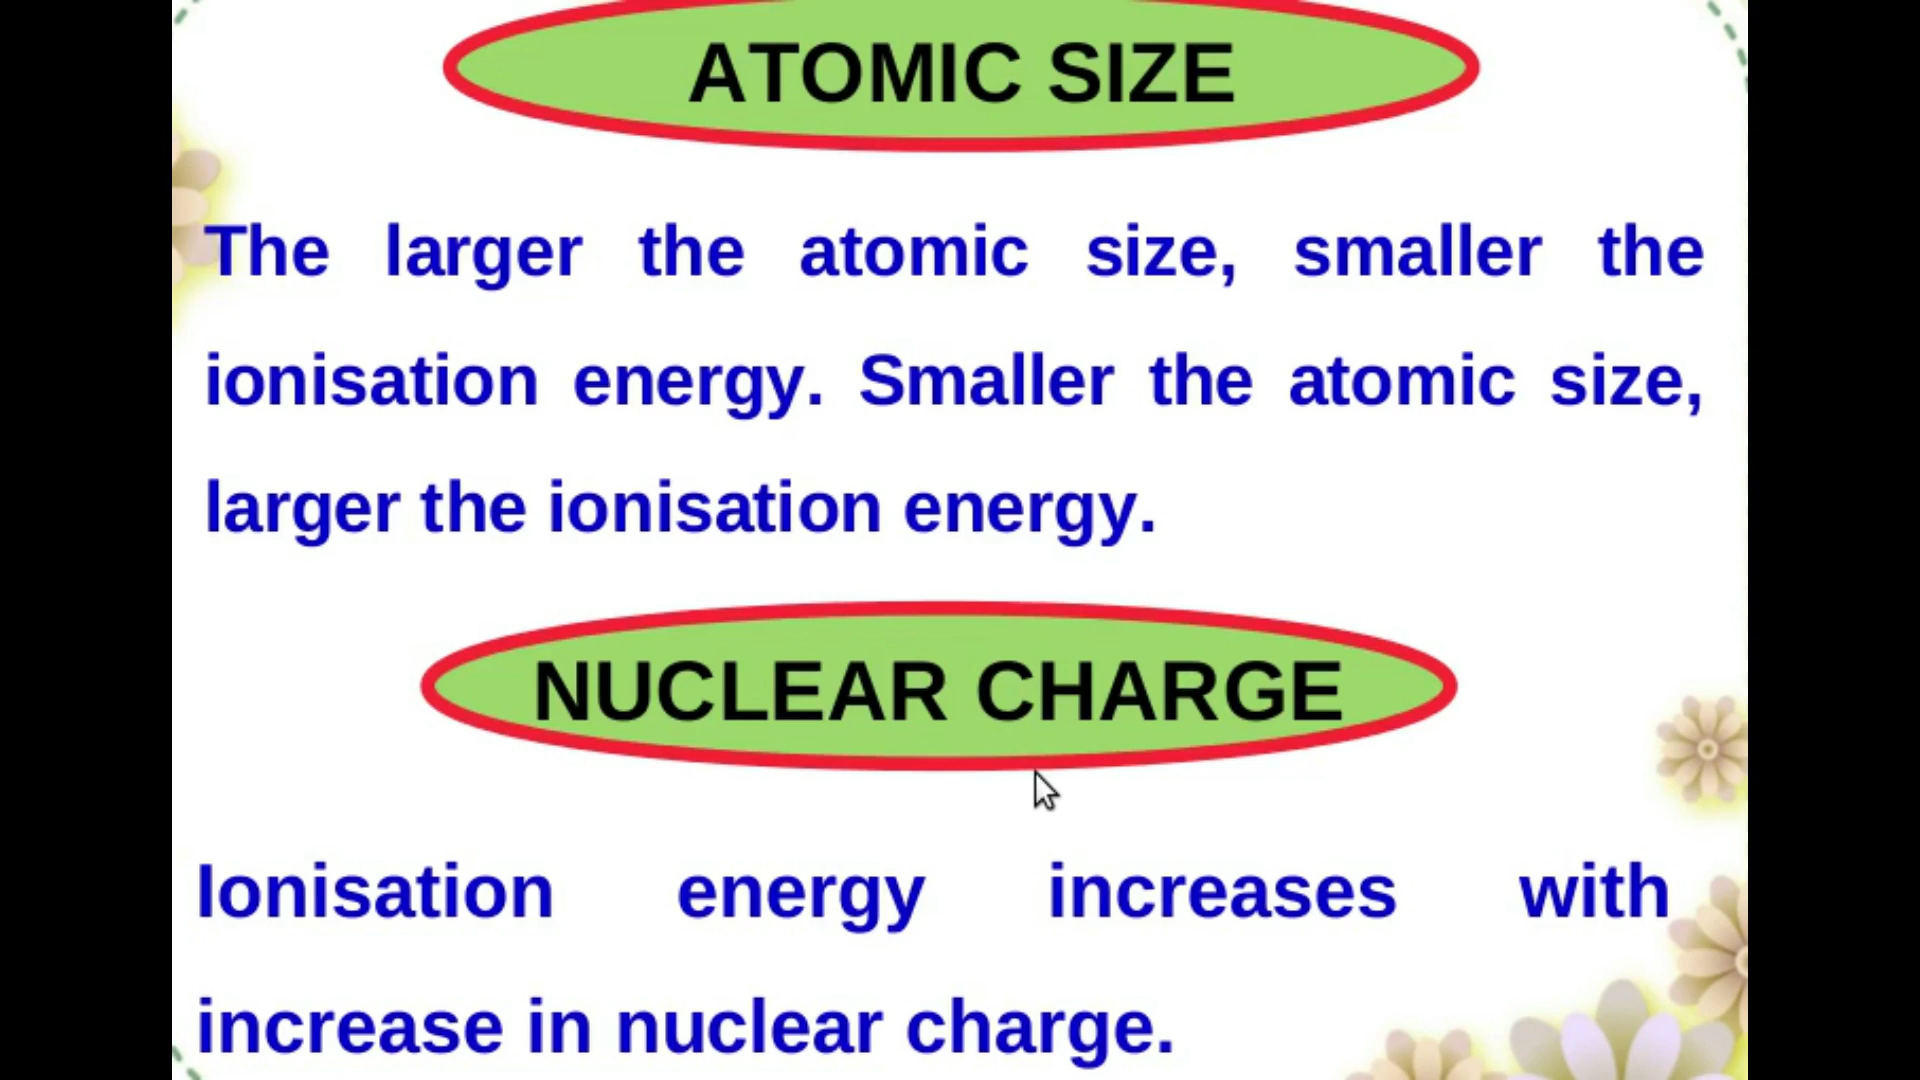 ATOMIC SIZE
The larger the atomic size, smaller the
ionisation energy. Smaller the atomic size,
larger the ionisation energy.
NUCLEAR CHARGE
Ionisation energy increases with
increase in nuclear charge.